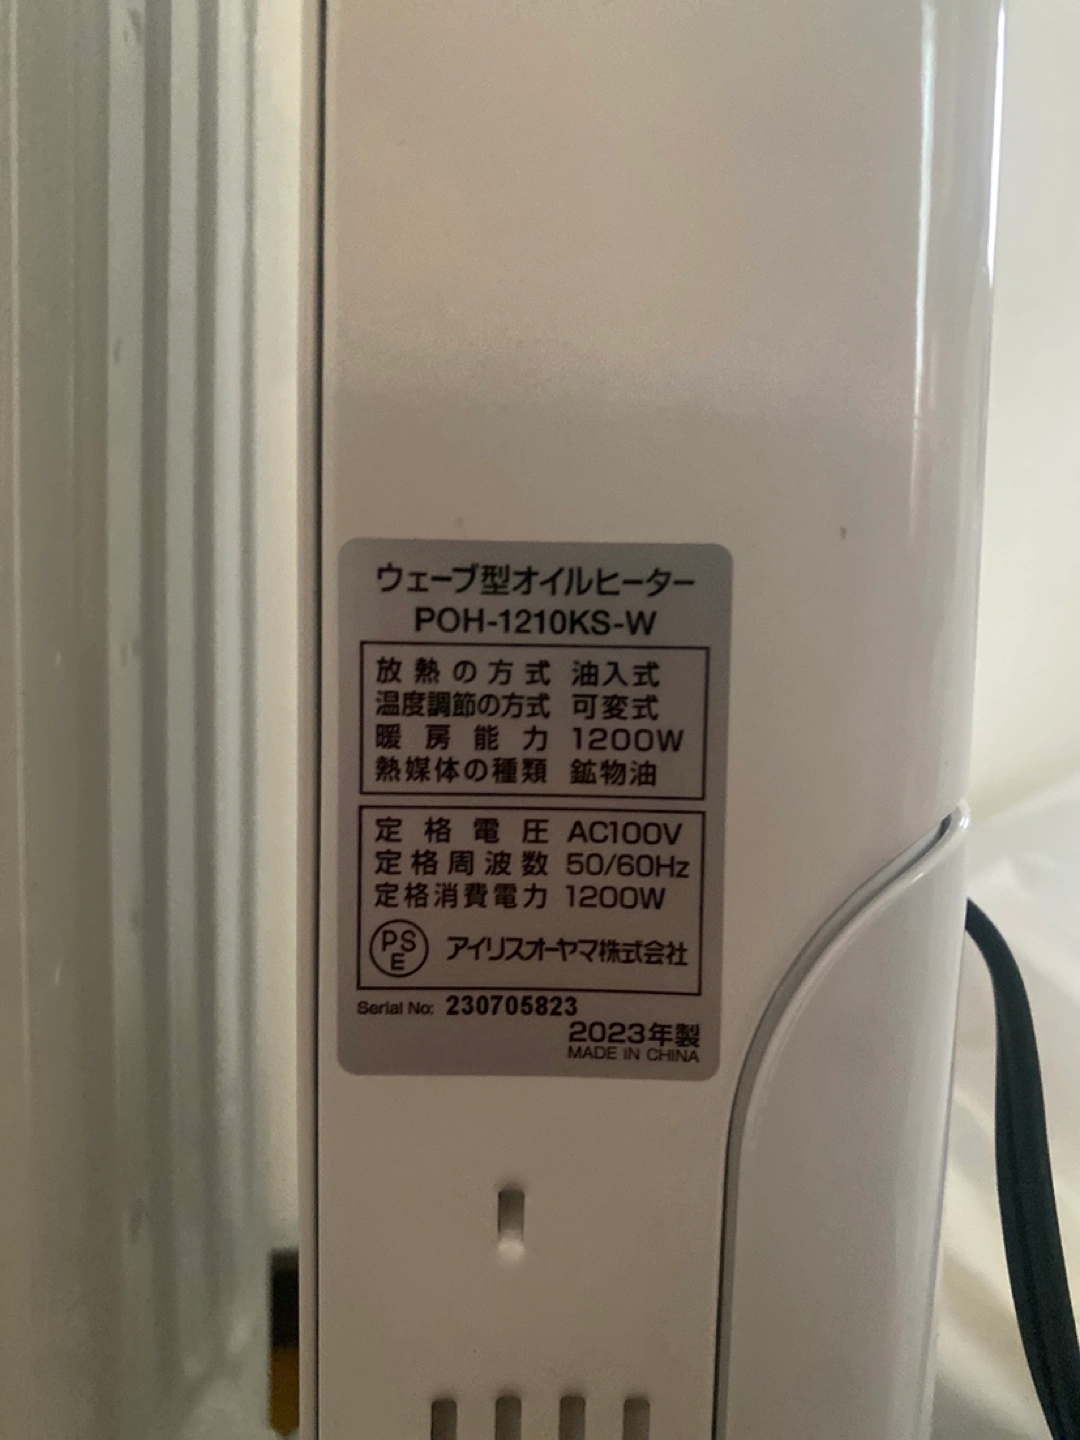 ウェーブ型オイルヒーター
POH-1210KS-W
放熱の方式 油入式
温度調節の方式 可変式
暖房能力 1200W
熱媒体の種類 鉱物油
定格電圧 AC100V
定格周波数 50/60Hz
定格消費電力 1200W
PSE アイリスオーヤマ株式会社
Serial No: 230705823
2023年製
MADE IN CHINA